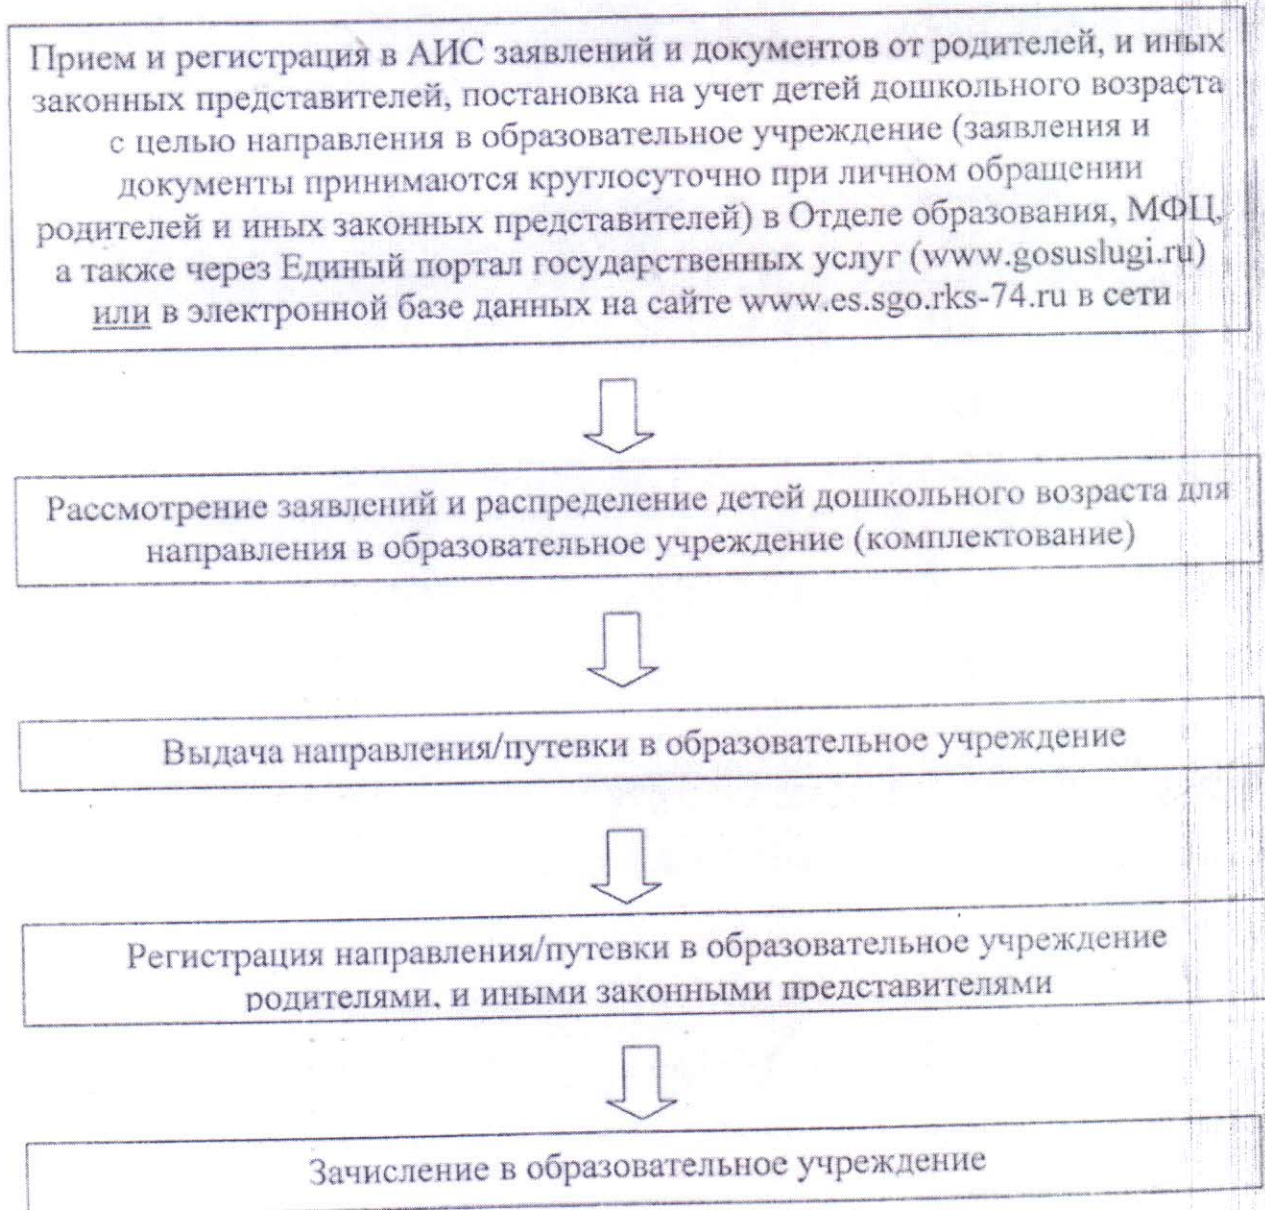 Прием и регистрация в АИС заявлений и документов от родителей, и иных
законных представителей, постановка на учет детей дошкольного возраста
с целью направления в образовательное учреждение (заявления и
документы принимаются круглосуточно при личном обращении
родителей и иных законных представителей) в Отделе образования, МФЦ,
а также через Единый портал государственных услуг (www.gosuslugi.ru)
или в электронной базе данных на сайте www.es.sgo.rks-74.ru в сети
Рассмотрение заявлений и распределение детей дошкольного возраста для
направления в образовательное учреждение (комплектование)
Выдача направления/путевки в образовательное учреждение
Регистрация направления/путевки в образовательное учреждение
родителями, и иными законными представителями
Зачисление в образовательное учреждение